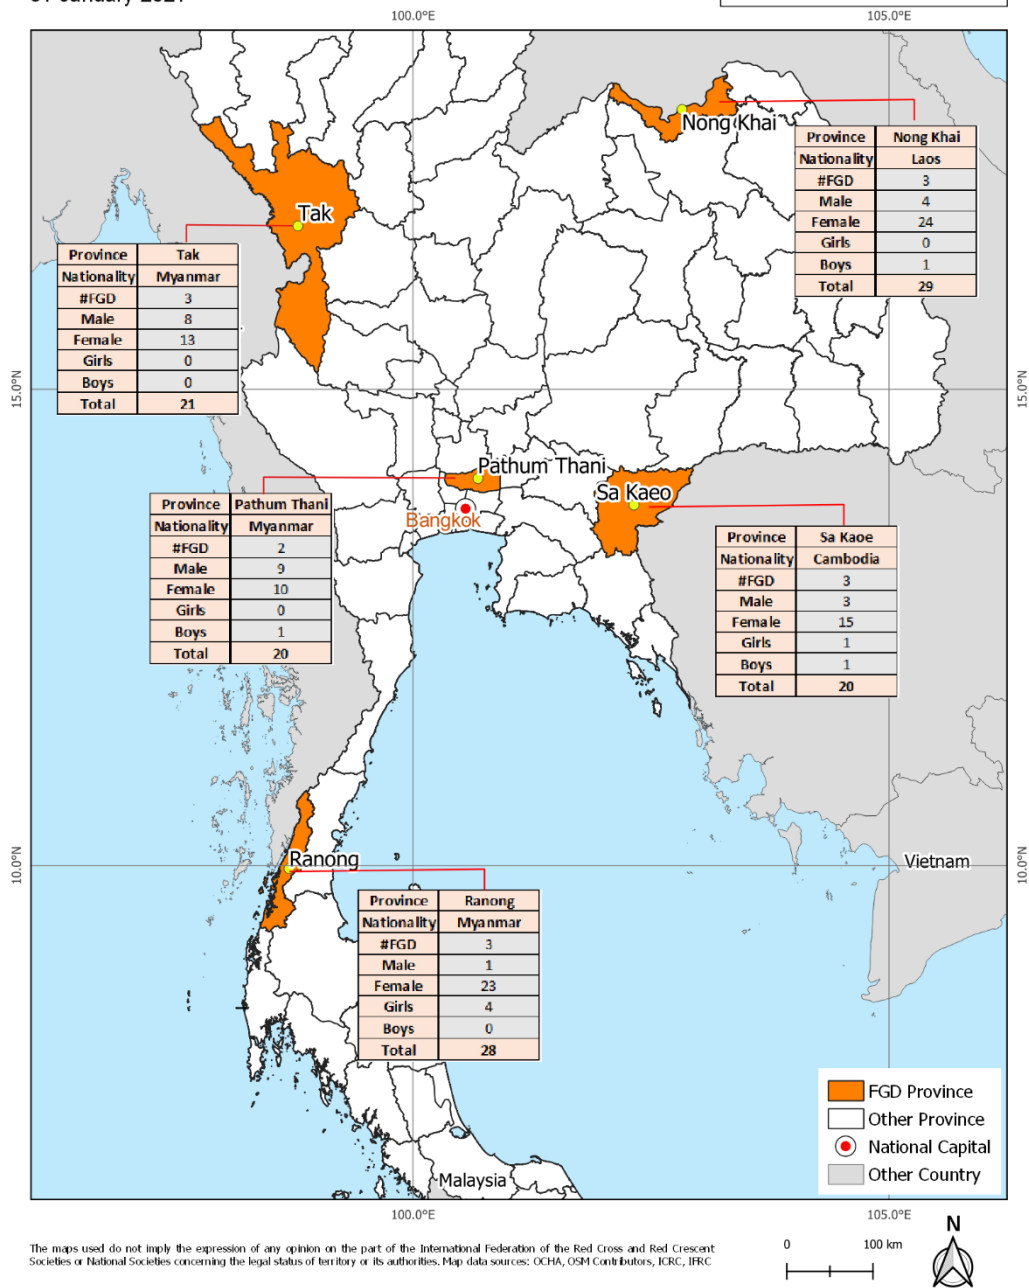 100.0°E
105.0°E
Nong Khai
Province Nong Khai
Nationality Laos
#FGD 3
Male 4
Female 24
Girls 0
Boys 1
Total 29
Tak
Province Tak
Nationality Myanmar
#FGD 3
Male 8
Female 13
Girls 0
Boys 0
Total 21
15.0°N
15.0°N
Pathum Thani
Sa Kaeo
Bangkok
Province Pathum Thani
Nationality Myanmar
#FGD 2
Male 9
Female 10
Girls 0
Boys 1
Total 20
Province Sa Kaoe
Nationality Cambodia
#FGD 3
Male 3
Female 15
Girls 1
Boys 1
Total 20
Ranong
10.0°N
10.0°N
Vietnam
Province Ranong
Nationality Myanmar
#FGD 3
Male 1
Female 23
Girls 4
Boys 0
Total 28
FGD Province
Other Province
National Capital
Other Country
Malaysia
100.0°E
105.0°E
The maps used do not imply the expression of any opinion on the part of the International Federation of the Red Cross and Red Crescent
Societies or National Societies concerning the legal status of territory or its authorities. Map data sources: OCHA, OSM Contributors, ICRC, IFRC
0 100 km
N